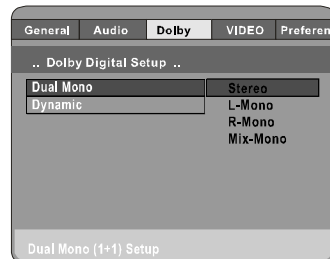 General Audio Dolby VIDEO Preferen
.. Dolby Digital Setup ..
Dual Mono Stereo
Dynamic L-Mono
R-Mono
Mix-Mono
Dual Mono (1+1) Setup